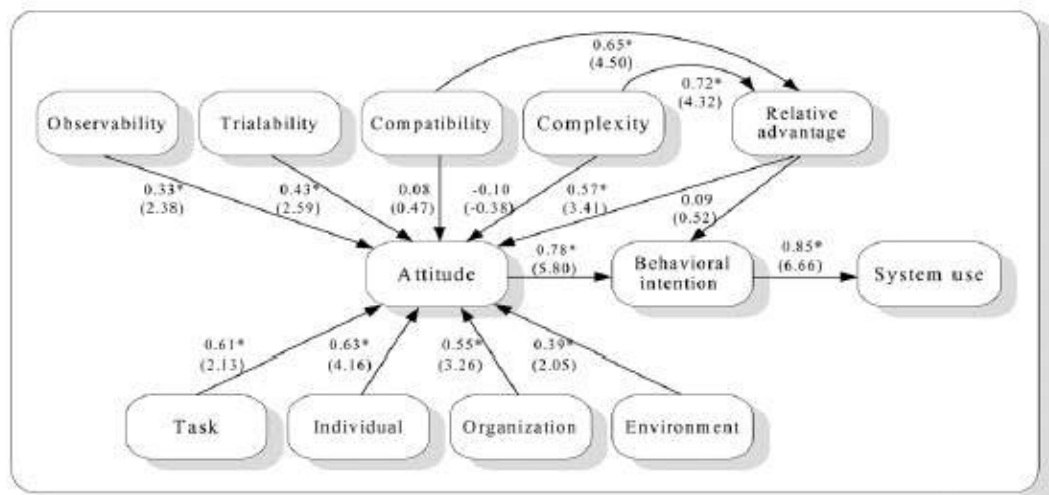 0.65*
(4.50)
0.72*
(4.32)
Observability
Trialability
Compatibility
Complexity
Relative
advantage
0.33*
(2.38)
0.43*
(2.59)
0.08
(0.47)
-0.10
(-0.38)
0.57*
(3.41)
0.09
(0.52)
Attitude
0.78*
(5.80)
Behavioral
intention
0.85*
(6.66)
System use
0.61*
(2.13)
0.63*
(4.16)
0.55*
(3.26)
0.39*
(2.05)
Task
Individual
Organization
Environment